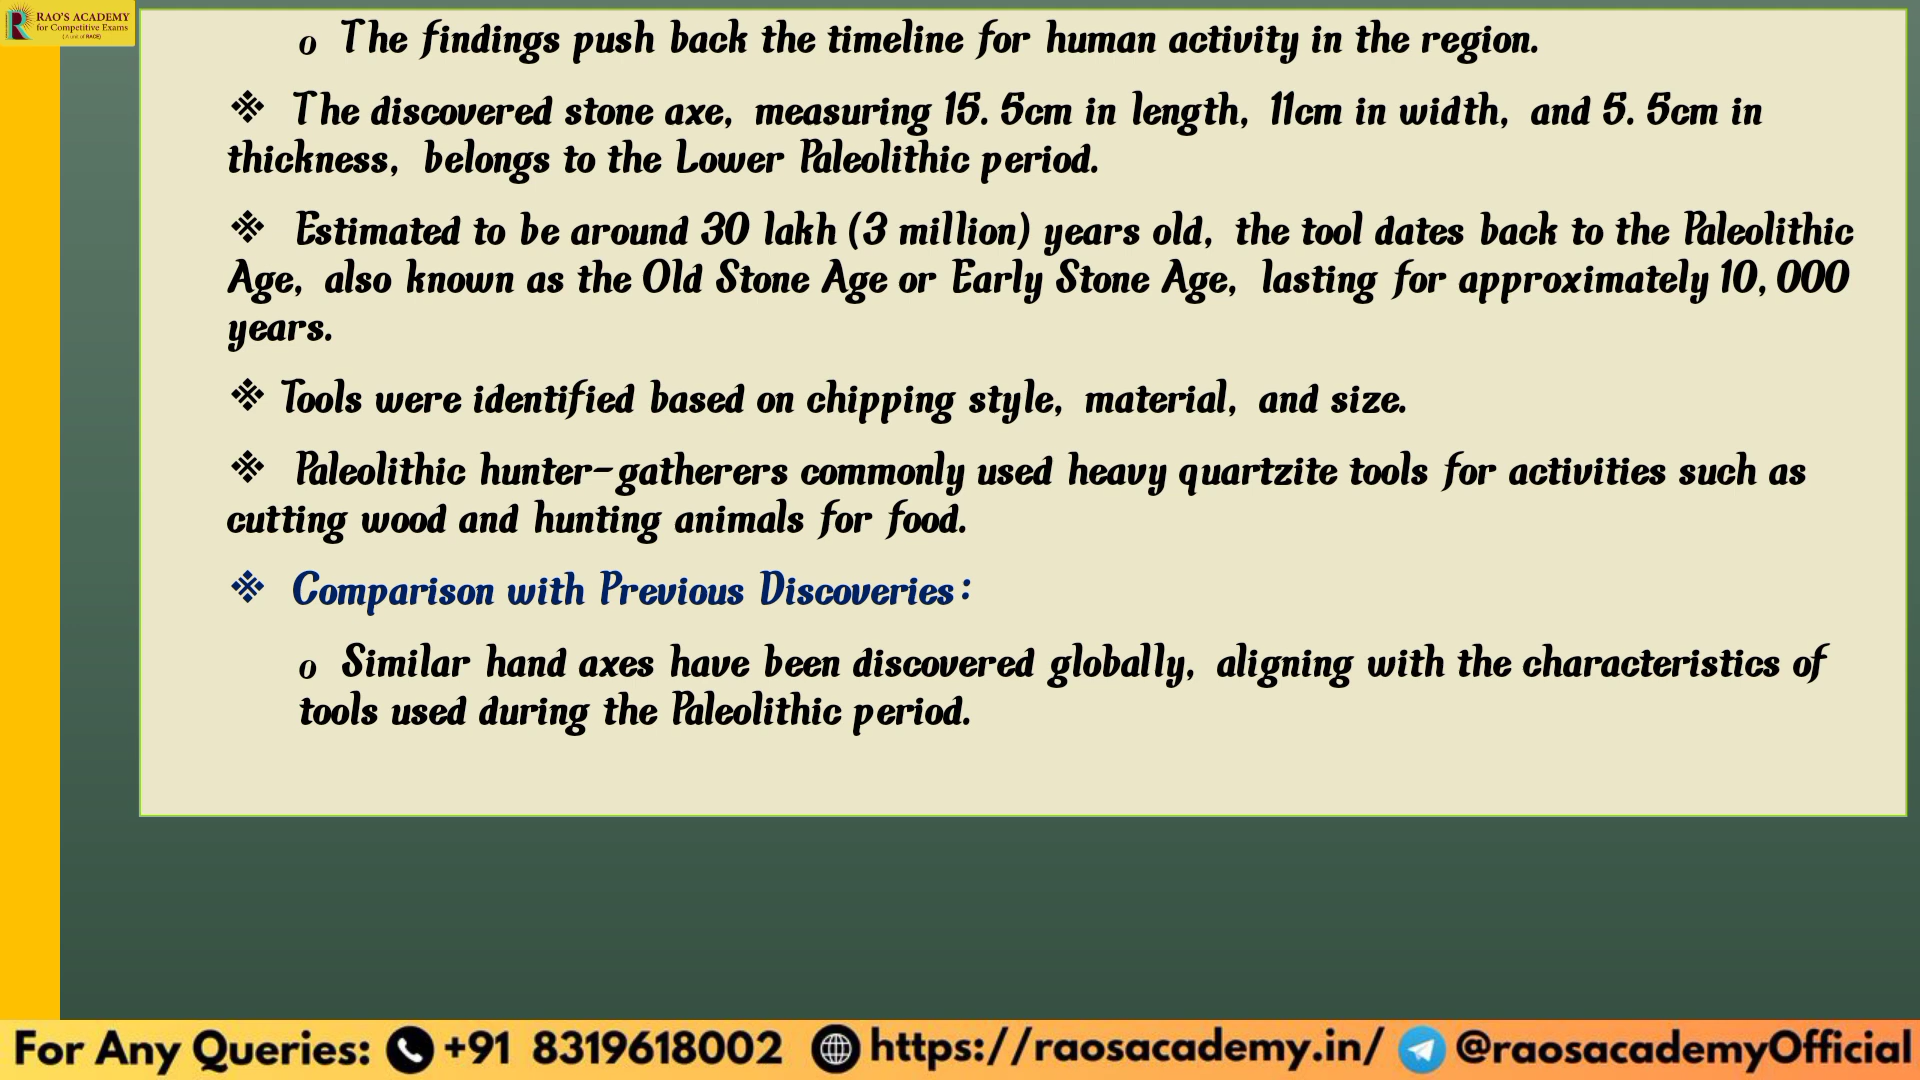 RAO'S ACADEMY
for Competitive Exams
(A unit of RACE)
o The findings push back the timeline for human activity in the region.
❖ The discovered stone axe, measuring 15. 5cm in length, 11cm in width, and 5. 5cm in
thickness, belongs to the Lower Paleolithic period.
❖ Estimated to be around 30 lakh (3 million) years old, the tool dates back to the Paleolithic
Age, also known as the Old Stone Age or Early Stone Age, lasting for approximately 10, 000
years.
❖ Tools were identified based on chipping style, material, and size.
❖ Paleolithic hunter-gatherers commonly used heavy quartzite tools for activities such as
cutting wood and hunting animals for food.
❖ Comparison with Previous Discoveries:
o Similar hand axes have been discovered globally, aligning with the characteristics of
tools used during the Paleolithic period.
For Any Queries: +91 8319618002 https://raosacademy.in/ @raosacademyOfficial